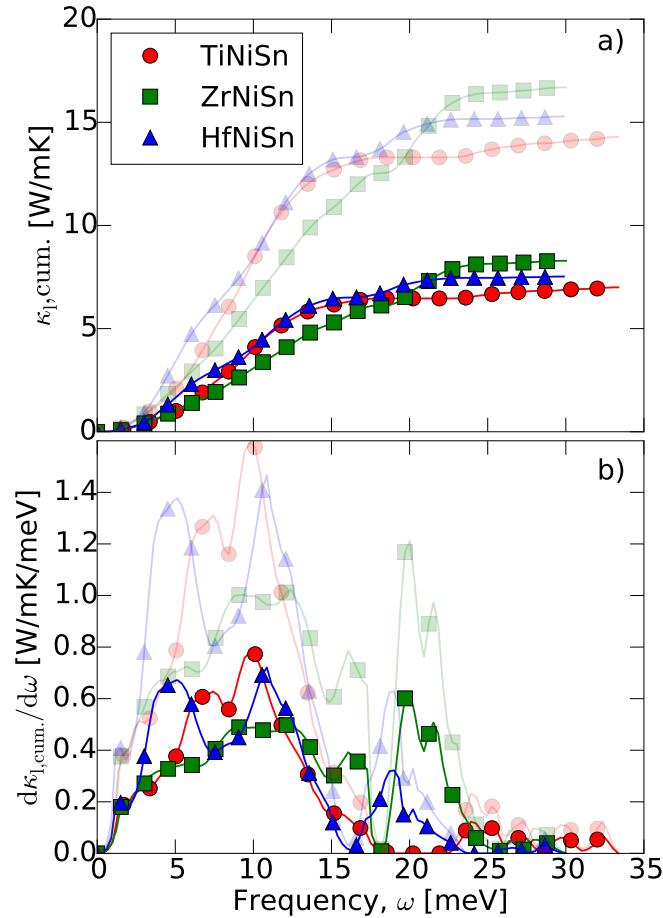 20
a)
TiNiSn
ZrNiSn
HfNiSn
15
10
5
0
κl,cum. [W/mK]
b)
1.4
1.2
1.0
0.8
0.6
0.4
0.2
0.0
dκl,cum./dω [W/mK/meV]
0 5 10 15 20 25 30 35
Frequency, ω [meV]